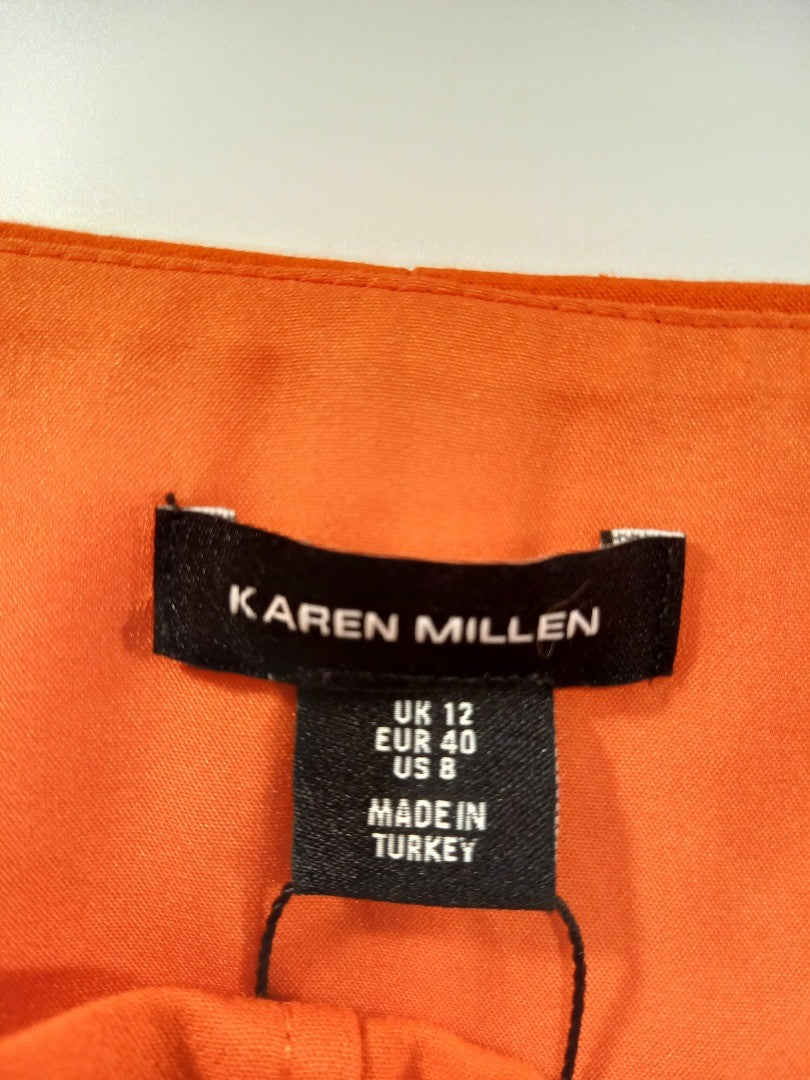 KAREN MILLEN
UK 12
EUR 40
US 8
MADE IN
TURKEY